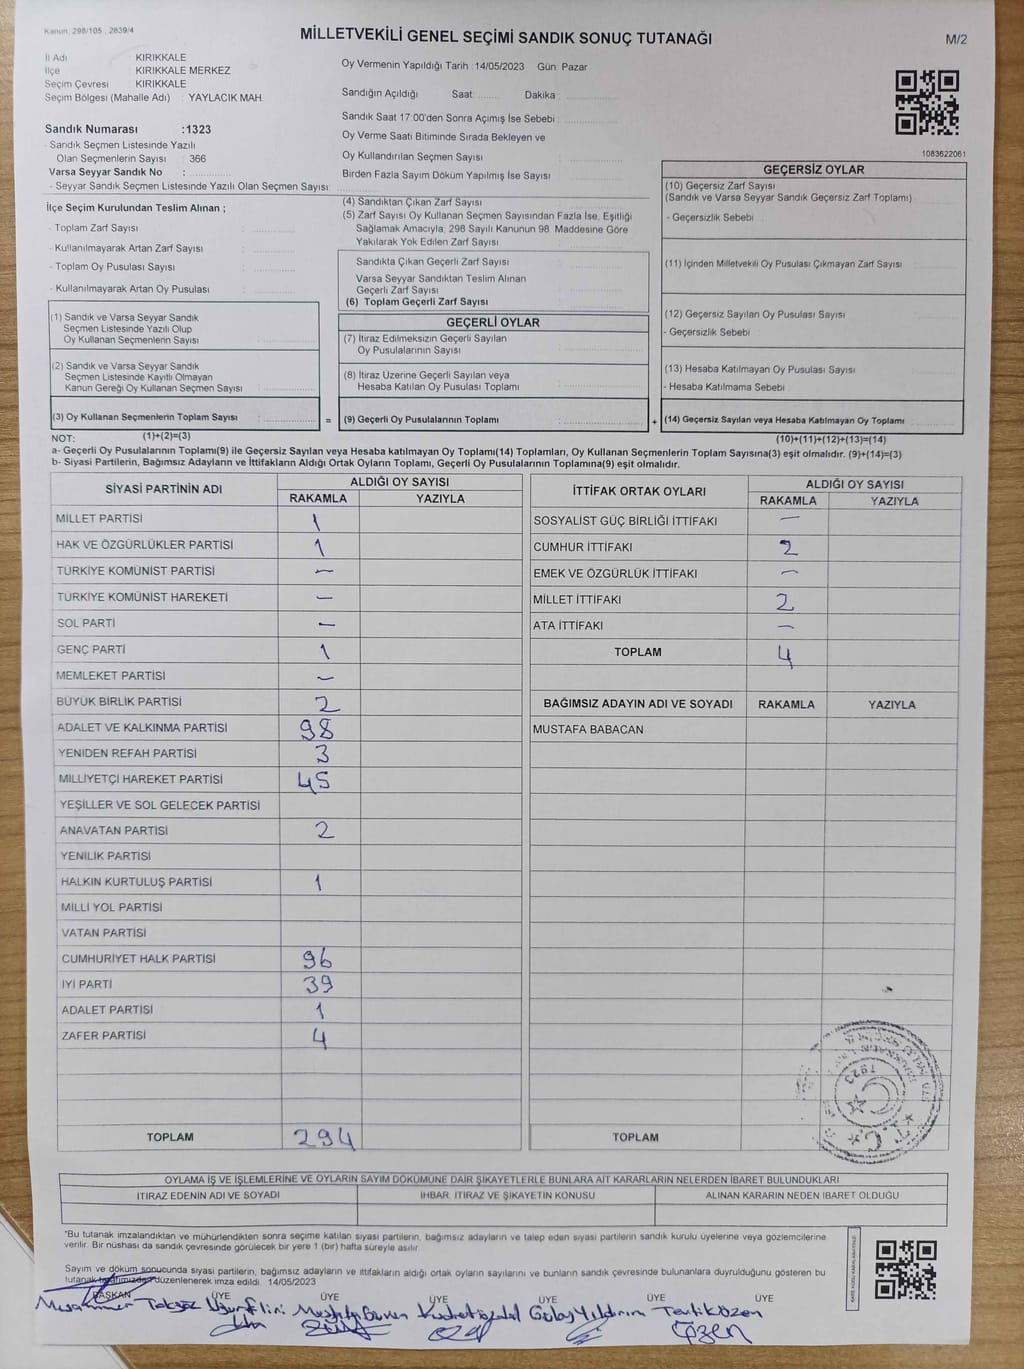 Kanun: 298/105 , 2839/4
MİLLETVEKİLİ GENEL SEÇİMİ SANDIK SONUÇ TUTANAĞI
M/2
İl Adı : KIRIKKALE
İlçe : KIRIKKALE MERKEZ
Seçim Çevresi : KIRIKKALE
Seçim Bölgesi (Mahalle Adı) : YAYLACIK MAH.
Sandık Numarası :1323
- Sandık Seçmen Listesinde Yazılı
Olan Seçmenlerin Sayısı : 366
Varsa Seyyar Sandık No :
- Seyyar Sandık Seçmen Listesinde Yazılı Olan Seçmen Sayısı:
Oy Vermenin Yapıldığı Tarih :14/05/2023 Gün: Pazar
Sandığın Açıldığı Saat: Dakika :
Sandık Saat 17.00'den Sonra Açımış İse Sebebi :
Oy Verme Saati Bitiminde Sırada Bekleyen ve
Oy Kullandırılan Seçmen Sayısı :
Birden Fazla Sayım Döküm Yapılmış İse Sayısı :
1083622061
İlçe Seçim Kurulundan Teslim Alınan ;
- Toplam Zarf Sayısı :
- Kullanılmayarak Artan Zarf Sayısı :
- Toplam Oy Pusulası Sayısı :
- Kullanılmayarak Artan Oy Pusulası :
(4) Sandıktan Çıkan Zarf Sayısı :
(5) Zarf Sayısı Oy Kullanan Seçmen Sayısından Fazla İse, Eşitliği
Sağlamak Amacıyla, 298 Sayılı Kanunun 98. Maddesine Göre
Yakılarak Yok Edilen Zarf Sayısı :
Sandıkta Çıkan Geçerli Zarf Sayısı :
Varsa Seyyar Sandıktan Teslim Alınan
Geçerli Zarf Sayısı :
(6) Toplam Geçerli Zarf Sayısı :
GEÇERSİZ OYLAR
(10) Geçersiz Zarf Sayısı :
(Sandık ve Varsa Seyyar Sandık Geçersiz Zarf Toplamı)
- Geçersizlik Sebebi :
(11) İçinden Milletvekili Oy Pusulası Çıkmayan Zarf Sayısı :
(12) Geçersiz Sayılan Oy Pusulası Sayısı :
- Geçersizlik Sebebi :
(13) Hesaba Katılmayan Oy Pusulası Sayısı :
- Hesaba Katılmama Sebebi :
(14) Geçersiz Sayılan veya Hesaba Katılmayan Oy Toplamı :
(10)+(11)+(12)+(13)=(14)
(1) Sandık ve Varsa Seyyar Sandık
Seçmen Listesinde Yazılı Olup
Oy Kullanan Seçmenlerin Sayısı :
(2) Sandık ve Varsa Seyyar Sandık
Seçmen Listesinde Kayıtlı Olmayan
Kanun Gereği Oy Kullanan Seçmen Sayısı :
(3) Oy Kullanan Seçmenlerin Toplam Sayısı :
(1)+(2)=(3)
=
GEÇERLİ OYLAR
(7) İtiraz Edilmeksizin Geçerli Sayılan
Oy Pusulalarının Sayısı :
(8) İtiraz Üzerine Geçerli Sayılan veya
Hesaba Katılan Oy Pusulası Toplamı :
(9) Geçerli Oy Pusulalarının Toplamı :
+
NOT:
a- Geçerli Oy Pusulalarının Toplamı(9) ile Geçersiz Sayılan veya Hesaba katılmayan Oy Toplamı(14) Toplamları, Oy Kullanan Seçmenlerin Toplam Sayısına(3) eşit olmalıdır. (9)+(14)=(3)
b- Siyasi Partilerin, Bağımsız Adayların ve İttifakların Aldığı Ortak Oyların Toplamı, Geçerli Oy Pusulalarının Toplamına(9) eşit olmalıdır.
SİYASİ PARTİNİN ADI
ALDIĞI OY SAYISI
RAKAMLA YAZIYLA
MİLLET PARTİSİ 1
HAK VE ÖZGÜRLÜKLER PARTİSİ 1
TÜRKİYE KOMÜNİST PARTİSİ —
TÜRKİYE KOMÜNİST HAREKETİ —
SOL PARTİ —
GENÇ PARTİ 1
MEMLEKET PARTİSİ —
BÜYÜK BİRLİK PARTİSİ 2
ADALET VE KALKINMA PARTİSİ 98
YENİDEN REFAH PARTİSİ 3
MİLLİYETÇİ HAREKET PARTİSİ 45
YEŞİLLER VE SOL GELECEK PARTİSİ
ANAVATAN PARTİSİ 2
YENİLİK PARTİSİ
HALKIN KURTULUŞ PARTİSİ 1
MİLLİ YOL PARTİSİ
VATAN PARTİSİ
CUMHURİYET HALK PARTİSİ 96
İYİ PARTİ 39
ADALET PARTİSİ 1
ZAFER PARTİSİ 4
TOPLAM 294
İTTİFAK ORTAK OYLARI
ALDIĞI OY SAYISI
RAKAMLA YAZIYLA
SOSYALİST GÜÇ BİRLİĞİ İTTİFAKI —
CUMHUR İTTİFAKI 2
EMEK VE ÖZGÜRLÜK İTTİFAKI —
MİLLET İTTİFAKI 2
ATA İTTİFAKI —
TOPLAM 4
BAĞIMSIZ ADAYIN ADI VE SOYADI RAKAMLA YAZIYLA
MUSTAFA BABACAN
TOPLAM
T.C.
1923
OYLAMA İŞ VE İŞLEMLERİNE VE OYLARIN SAYIM DÖKÜMÜNE DAİR ŞİKAYETLERLE BUNLARA AİT KARARLARIN NELERDEN İBARET BULUNDUKLARI
İTİRAZ EDENİN ADI VE SOYADI
İHBAR, İTİRAZ VE ŞİKAYETİN KONUSU
ALINAN KARARIN NEDEN İBARET OLDUĞU
*Bu tutanak imzalandıktan ve mühürlendikten sonra seçime katılan siyasi partilerin, bağımsız adayların ve talep eden siyasi partilerin sandık kurulu üyelerine veya gözlemcilerine
verilir. Bir nüshası da sandık çevresinde görülecek bir yere 1 (bir) hafta süreyle asılır.
Sayım ve döküm sonucunda siyasi partilerin, bağımsız adayların ve ittifakların aldığı ortak oyların sayılarını ve bunların sandık çevresinde bulunanlara duyrulduğunu gösteren bu
tutanak tarafımızdan düzenlenerek imza edildi. 14/05/2023
BAŞKAN ÜYE ÜYE ÜYE ÜYE ÜYE ÜYE
Gülay Yıldırım
Özen